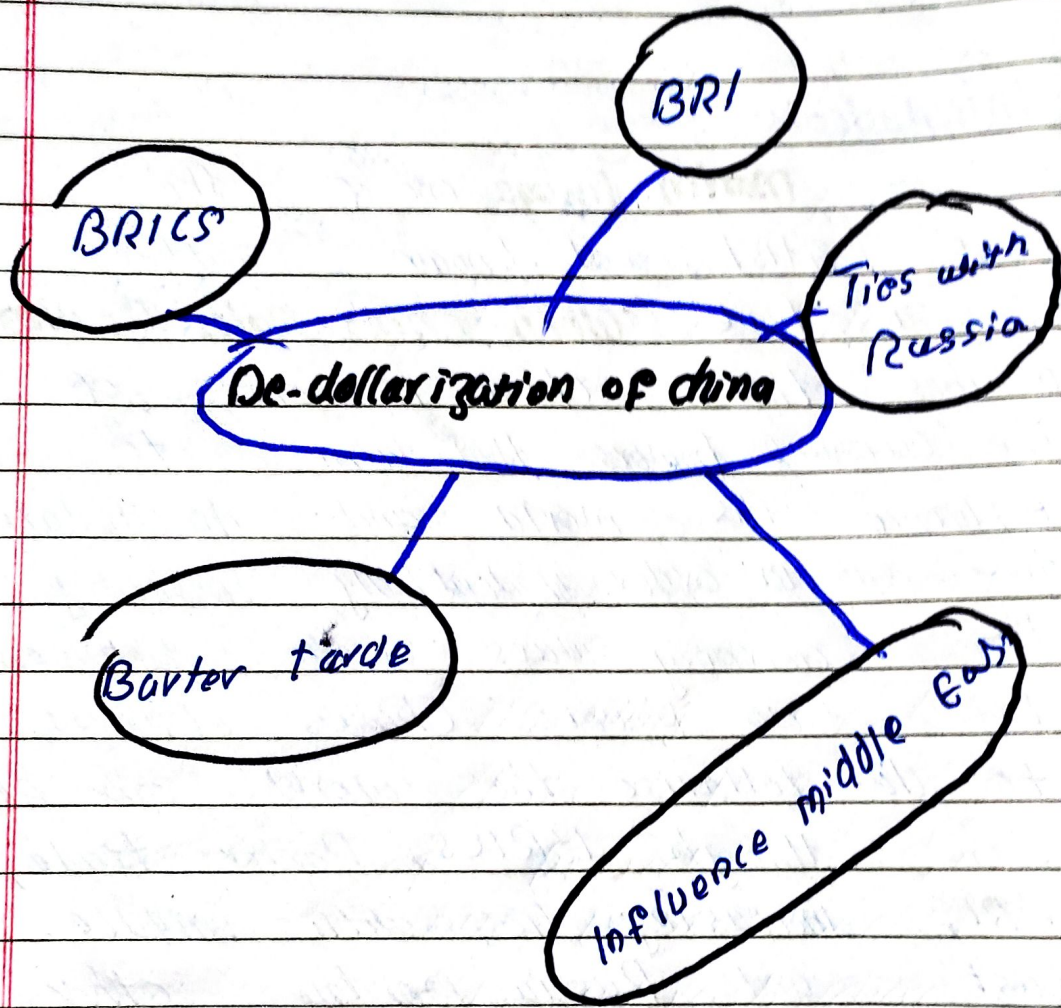 BRI
BRICS
Ties with
Russia
De-dollarization of china
Barter tarde
Influence middle East